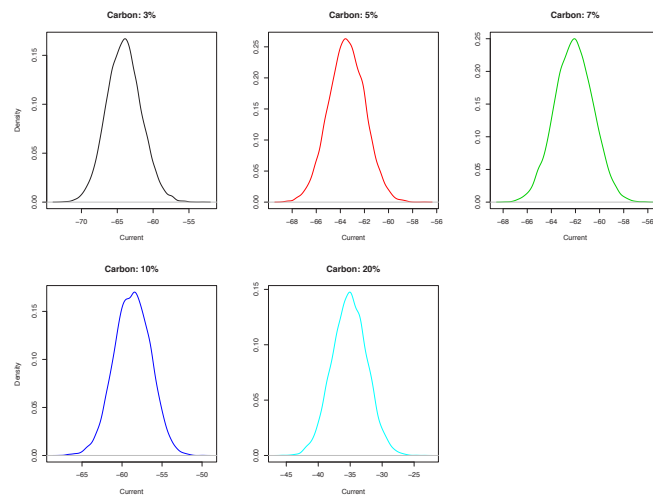 Carbon: 3%
Carbon: 5%
Carbon: 7%
Density
0.00 0.05 0.10 0.15
0.00 0.05 0.10 0.15 0.20 0.25
0.00 0.05 0.10 0.15 0.20 0.25
−70 −65 −60 −55
−68 −66 −64 −62 −60 −58 −56
−68 −66 −64 −62 −60 −58 −56
Current
Current
Current
Carbon: 10%
Carbon: 20%
Density
0.00 0.05 0.10 0.15
0.00 0.05 0.10 0.15
−65 −60 −55 −50
−45 −40 −35 −30 −25
Current
Current